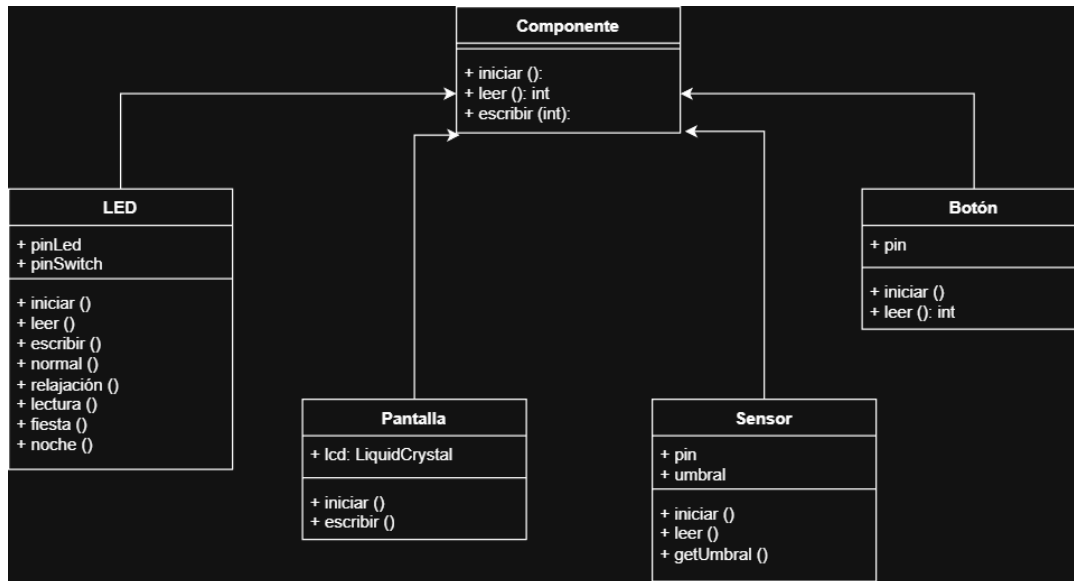 Componente
+ iniciar ():
+ leer (): int
+ escribir (int):
LED
+ pinLed
+ pinSwitch
+ iniciar ()
+ leer ()
+ escribir ()
+ normal ()
+ relajación ()
+ lectura ()
+ fiesta ()
+ noche ()
Pantalla
+ lcd: LiquidCrystal
+ iniciar ()
+ escribir ()
Sensor
+ pin
+ umbral
+ iniciar ()
+ leer ()
+ getUmbral ()
Botón
+ pin
+ iniciar ()
+ leer (): int